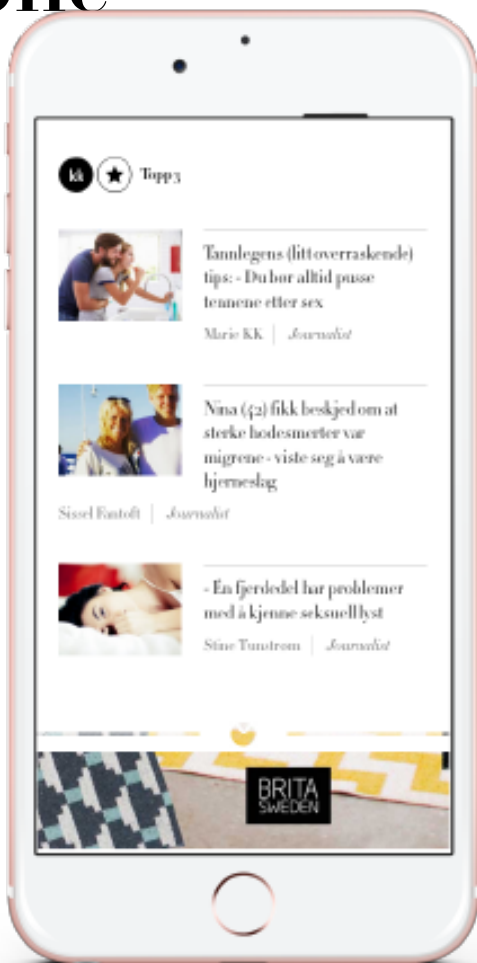 kk Topp 3
Tannlegens (litt overraskende)
tips: - Du bør alltid pusse
tennene etter sex
Marie KK | Journalist
Nina (42) fikk beskjed om at
sterke hodesmerter var
migrene - viste seg å være
hjerneslag
Sissel Fantoft | Journalist
- En fjerdedel har problemer
med å kjenne seksuell lyst
Stine Tunstrøm | Journalist
BRITA
SWEDEN